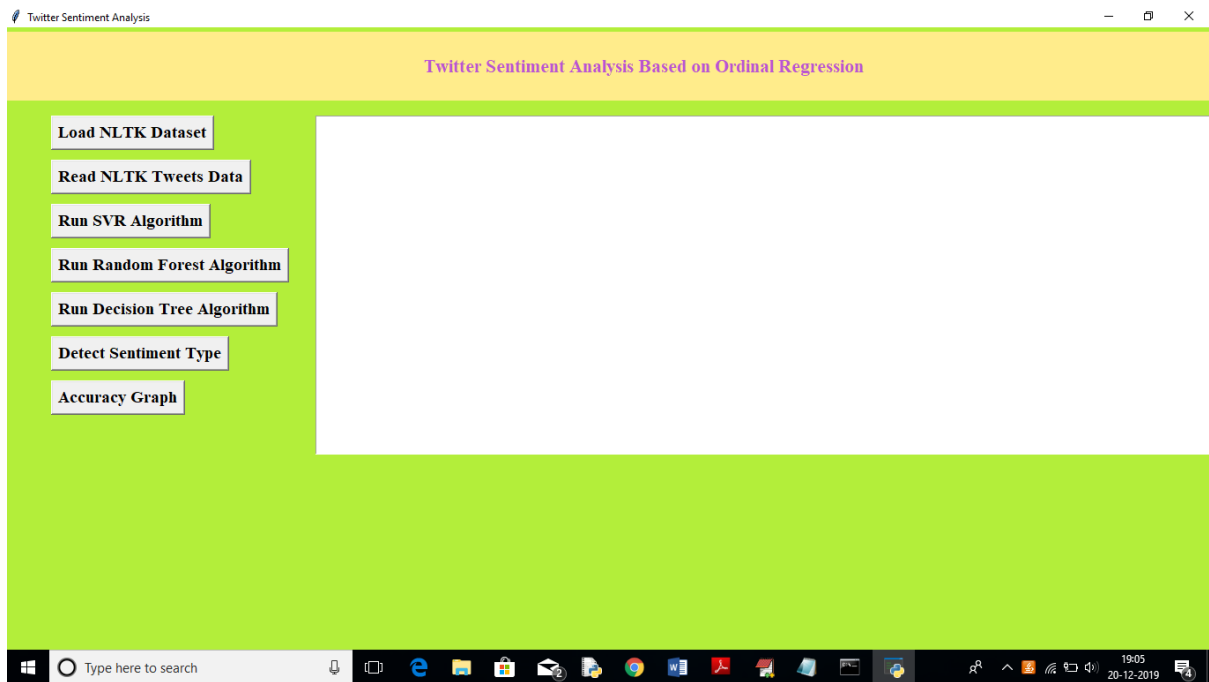 Twitter Sentiment Analysis
Twitter Sentiment Analysis Based on Ordinal Regression
Load NLTK Dataset
Read NLTK Tweets Data
Run SVR Algorithm
Run Random Forest Algorithm
Run Decision Tree Algorithm
Detect Sentiment Type
Accuracy Graph
Type here to search
2
19:05
20-12-2019
4